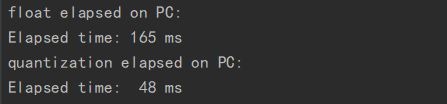 float elapsed on PC:
Elapsed time: 165 ms
quantization elapsed on PC:
Elapsed time:  48 ms